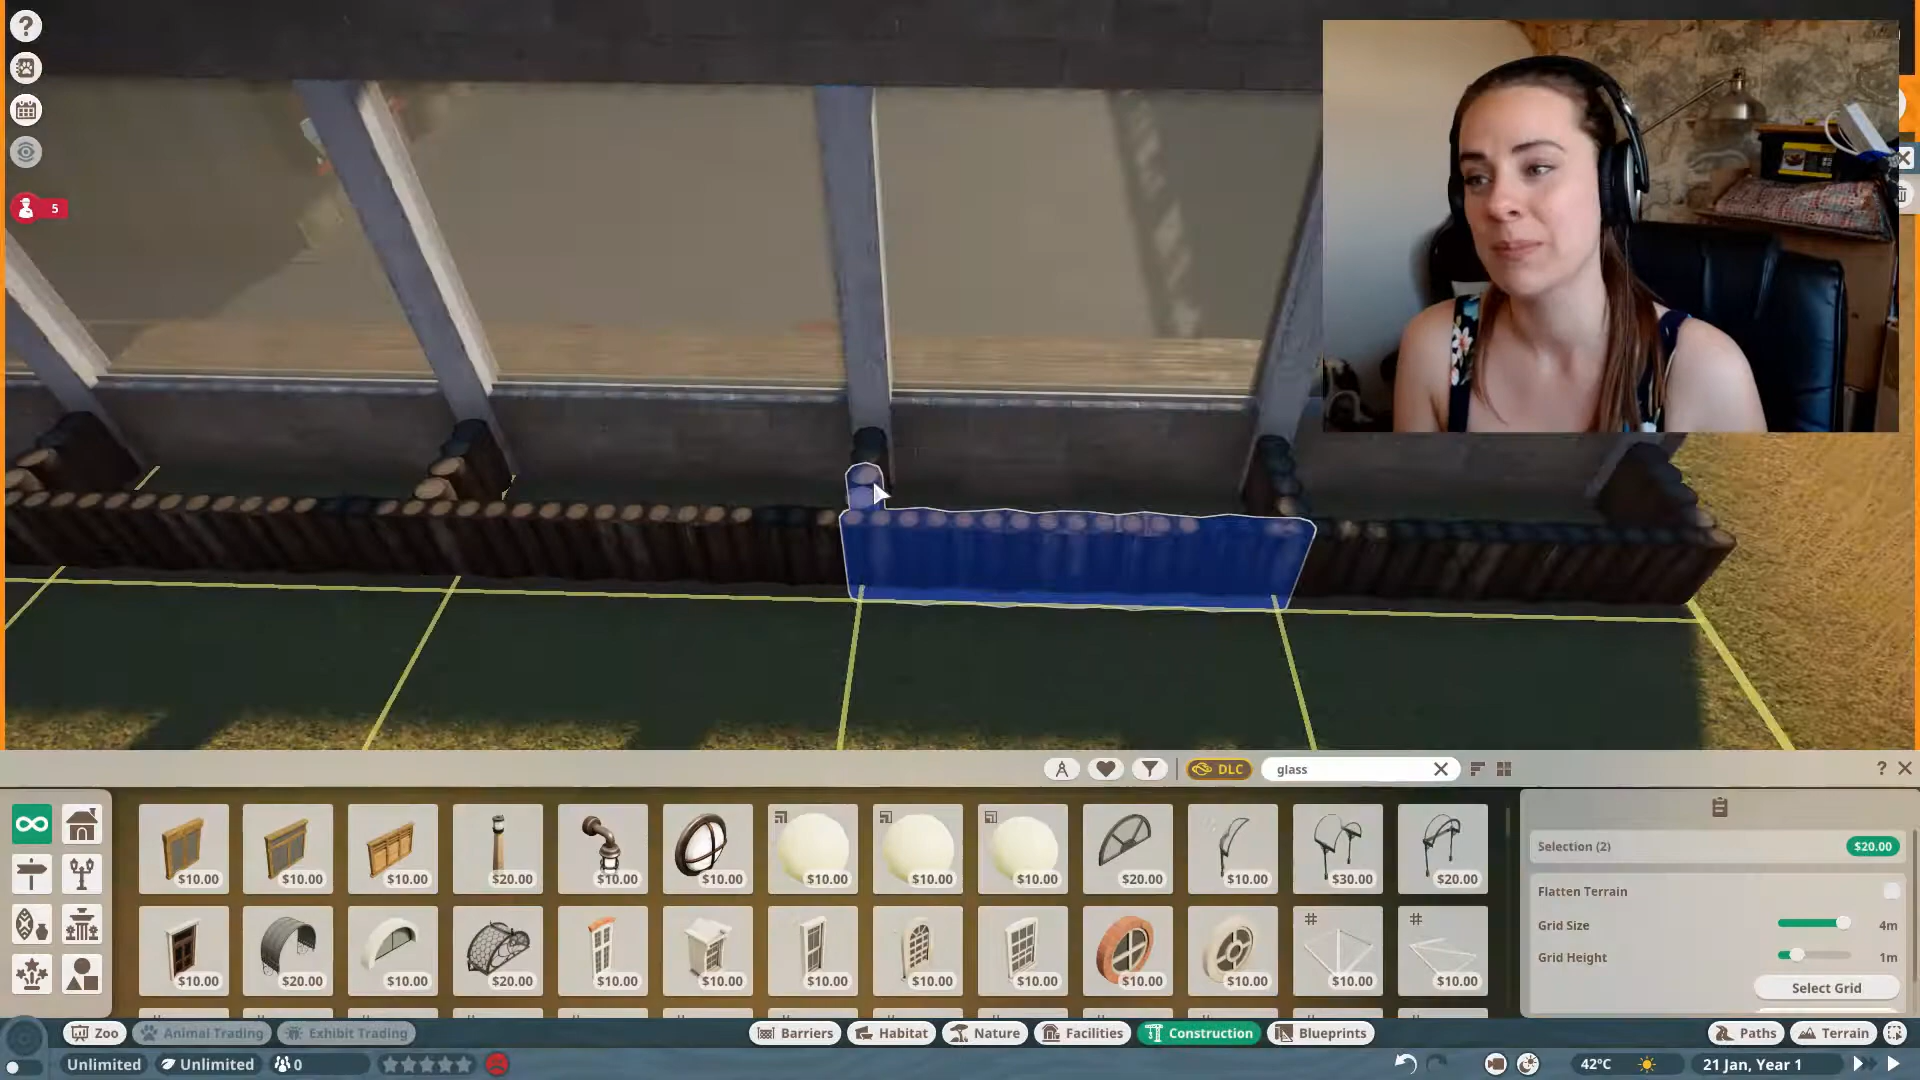 ?
5
DLC
glass
?
$10.00 $10.00 $10.00 $20.00 $10.00 $10.00 $10.00 $10.00 $10.00 $20.00 $10.00 $30.00 $20.00
$10.00 $20.00 $10.00 $20.00 $10.00 $10.00 $10.00 $10.00 $10.00 $10.00 $10.00 $10.00 $10.00
Selection (2) $20.00
Flatten Terrain
Grid Size 4m
Grid Height 1m
Select Grid
Zoo Animal Trading Exhibit Trading Barriers Habitat Nature Facilities Construction Blueprints Paths Terrain
Unlimited Unlimited 0 42°C 21 Jan, Year 1